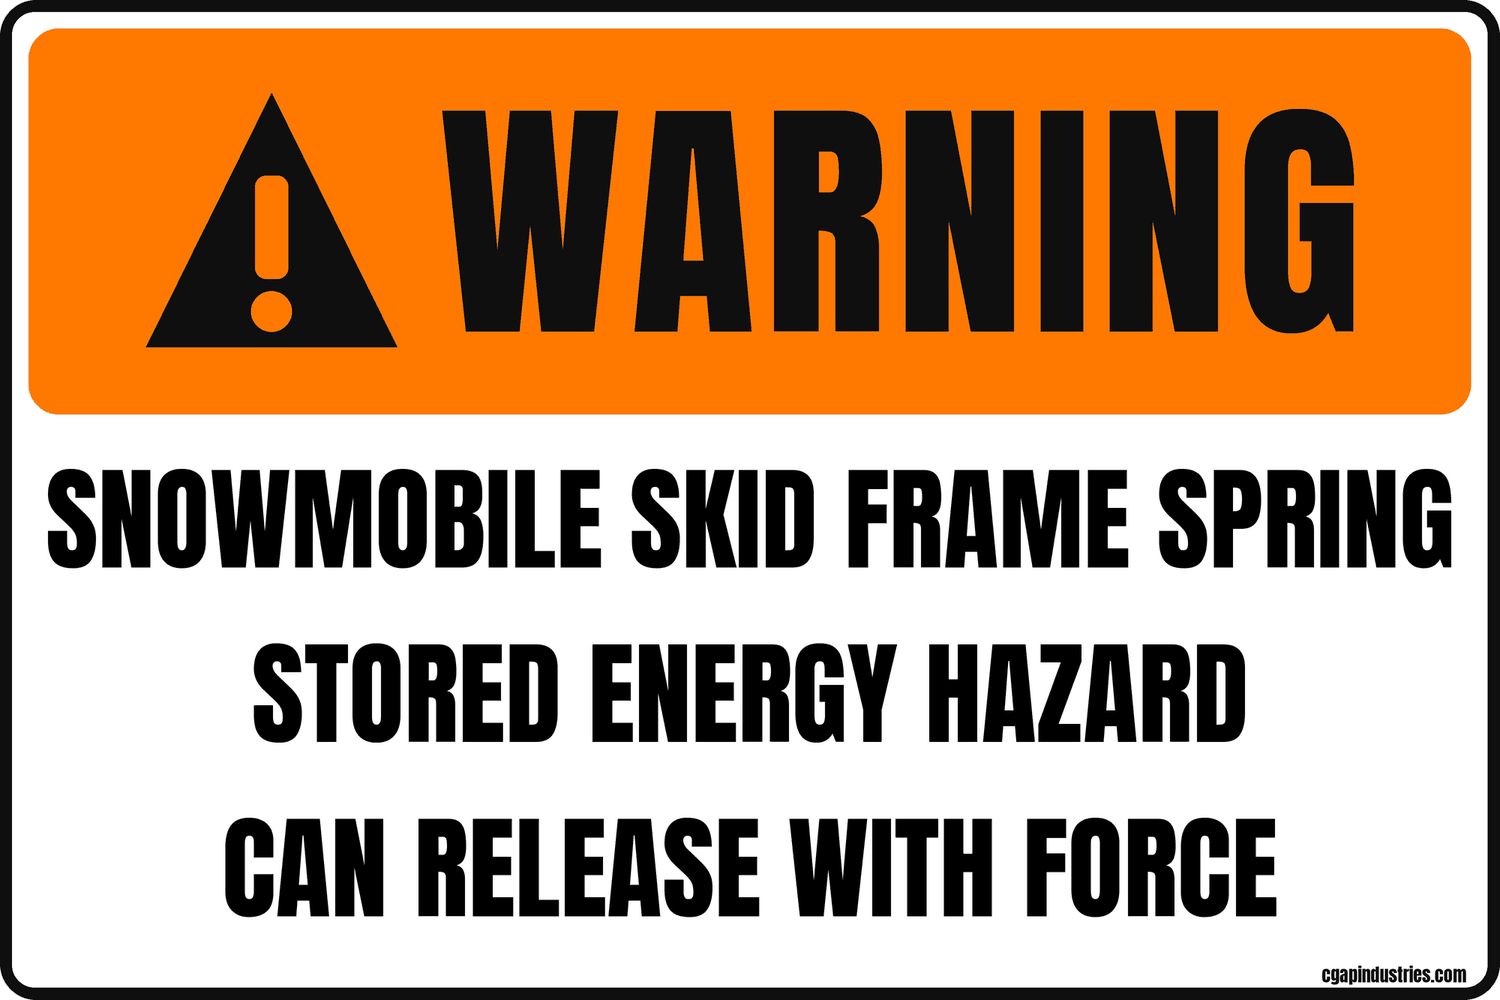 WARNING
SNOWMOBILE SKID FRAME SPRING
STORED ENERGY HAZARD
CAN RELEASE WITH FORCE
cgapindustries.com